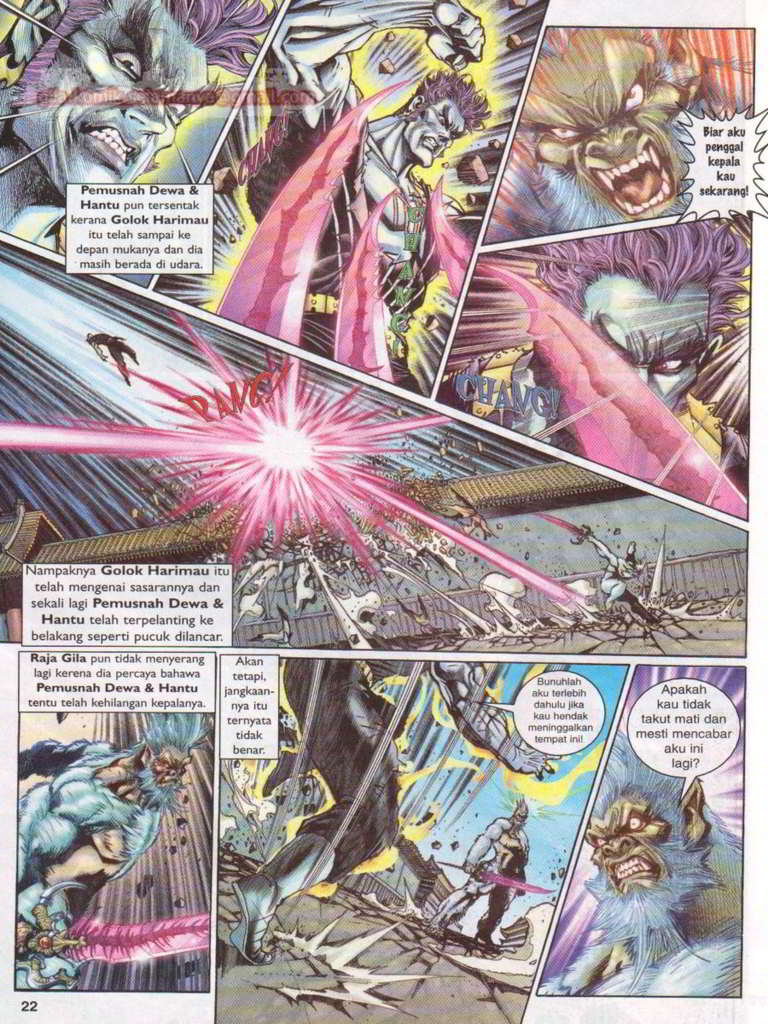 Pemusnah Dewa &
Hantu pun tersentak
kerana Golok Harimau
itu telah sampai ke
depan mukanya dan dia
masih berada di udara.
CHANG!
Biar aku
penggal
kepala
kau
sekarang!
CHANG!
PANG!
Nampaknya Golok Harimau itu
telah mengenai sasarannya dan
sekali lagi Pemusnah Dewa &
Hantu telah terpelanting ke
belakang seperti pucuk dilancar.
Raja Gila pun tidak menyerang
lagi kerena dia percaya bahawa
Pemusnah Dewa & Hantu
tentu telah kehilangan kepalanya.
Akan
tetapi,
jangkaan-
nya itu
ternyata
tidak
benar.
Bunuhlah
aku terlebih
dahulu jika
kau hendak
meninggalkan
tempat ini!
Apakah
kau tidak
takut mati dan
mesti mencabar
aku ini
lagi?
22